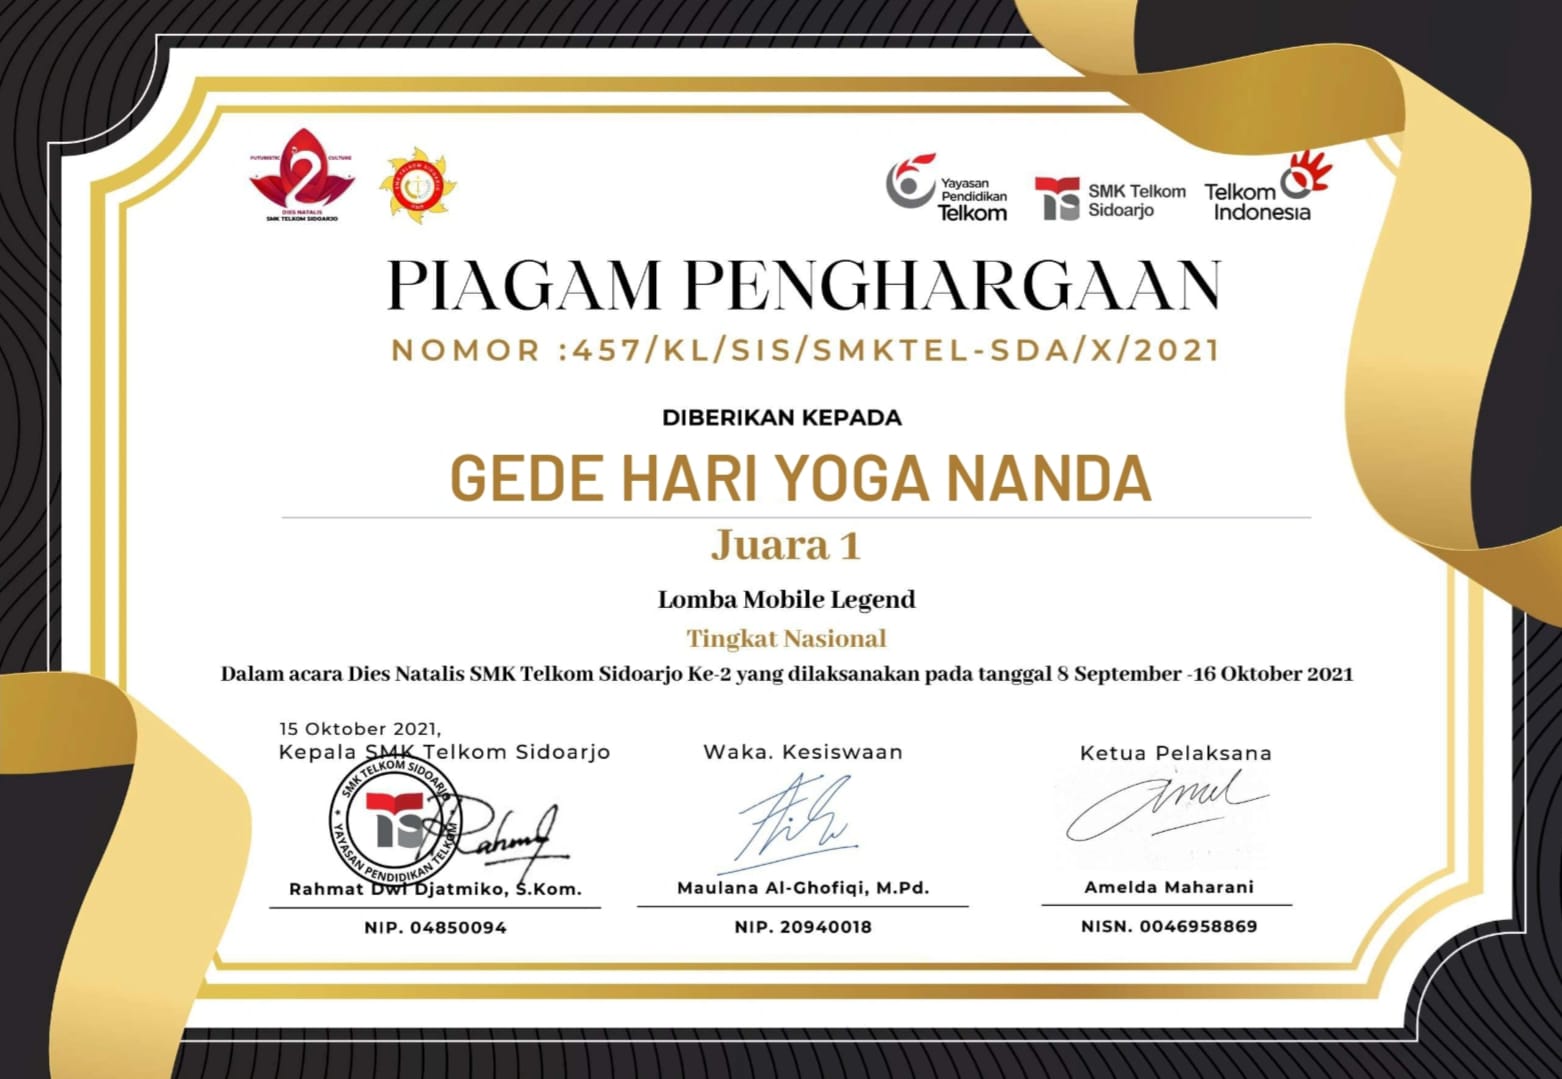 FUTURISTIC CULTURE
2
DIES NATALIS
SMK TELKOM SIDOARJO
SMK TELKOM SIDOARJO
Yayasan
Pendidikan
Telkom
SMK Telkom
Sidoarjo
Telkom
Indonesia
PIAGAM PENGHARGAAN
NOMOR :457/KL/SIS/SMKTEL-SDA/X/2021
DIBERIKAN KEPADA
GEDE HARI YOGA NANDA
Juara 1
Lomba Mobile Legend
Tingkat Nasional
Dalam acara Dies Natalis SMK Telkom Sidoarjo Ke-2 yang dilaksanakan pada tanggal 8 September -16 Oktober 2021
15 Oktober 2021,
Kepala SMK Telkom Sidoarjo
Waka. Kesiswaan
Ketua Pelaksana
SMK TELKOM SIDOARJO
YAYASAN PENDIDIKAN TELKOM
Rahmat Dwi Djatmiko, S.Kom.
Maulana Al-Ghofiqi, M.Pd.
Amelda Maharani
NIP. 04850094
NIP. 20940018
NISN. 0046958869